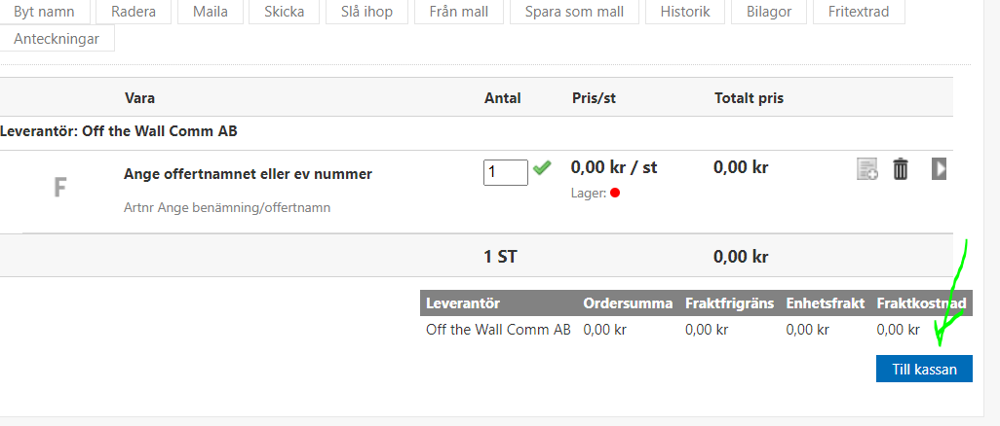 Byt namn Radera Maila Skicka Slå ihop Från mall Spara som mall Historik Bilagor Fritextrad
Anteckningar
Vara Antal Pris/st Totalt pris
Leverantör: Off the Wall Comm AB
F Ange offertnamnet eller ev nummer 1 0,00 kr / st 0,00 kr
Lager:
Artnr Ange benämning/offertnamn
1 ST 0,00 kr
Leverantör Ordersumma Fraktfrigräns Enhetsfrakt Fraktkostnad
Off the Wall Comm AB 0,00 kr 0,00 kr 0,00 kr 0,00 kr
Till kassan